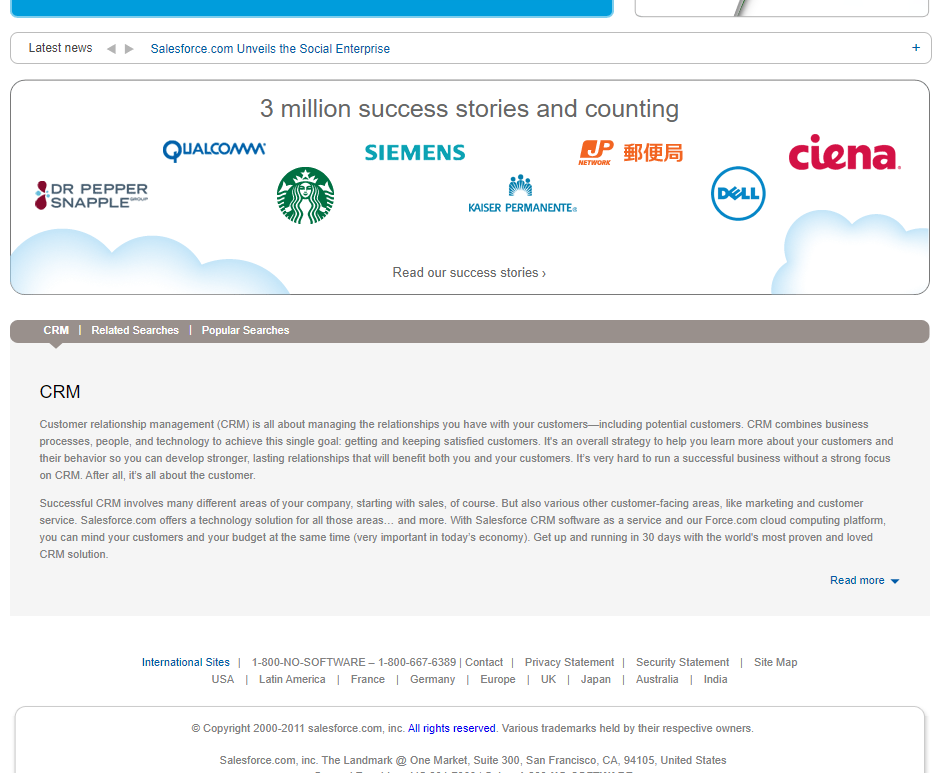 Latest news
Salesforce.com Unveils the Social Enterprise
+
3 million success stories and counting
QUALCOMM
SIEMENS
JP 郵便局
NETWORK
ciena.
DR PEPPER
SNAPPLE GROUP
KAISER PERMANENTE®
DELL
Read our success stories ›
CRM | Related Searches | Popular Searches
CRM
Customer relationship management (CRM) is all about managing the relationships you have with your customers—including potential customers. CRM combines business
processes, people, and technology to achieve this single goal: getting and keeping satisfied customers. It's an overall strategy to help you learn more about your customers and
their behavior so you can develop stronger, lasting relationships that will benefit both you and your customers. It's very hard to run a successful business without a strong focus
on CRM. After all, it's all about the customer.
Successful CRM involves many different areas of your company, starting with sales, of course. But also various other customer-facing areas, like marketing and customer
service. Salesforce.com offers a technology solution for all those areas… and more. With Salesforce CRM software as a service and our Force.com cloud computing platform,
you can mind your customers and your budget at the same time (very important in today's economy). Get up and running in 30 days with the world's most proven and loved
CRM solution.
Read more
International Sites | 1-800-NO-SOFTWARE – 1-800-667-6389 | Contact | Privacy Statement | Security Statement | Site Map
USA | Latin America | France | Germany | Europe | UK | Japan | Australia | India
© Copyright 2000-2011 salesforce.com, inc. All rights reserved. Various trademarks held by their respective owners.
Salesforce.com, inc. The Landmark @ One Market, Suite 300, San Francisco, CA, 94105, United States